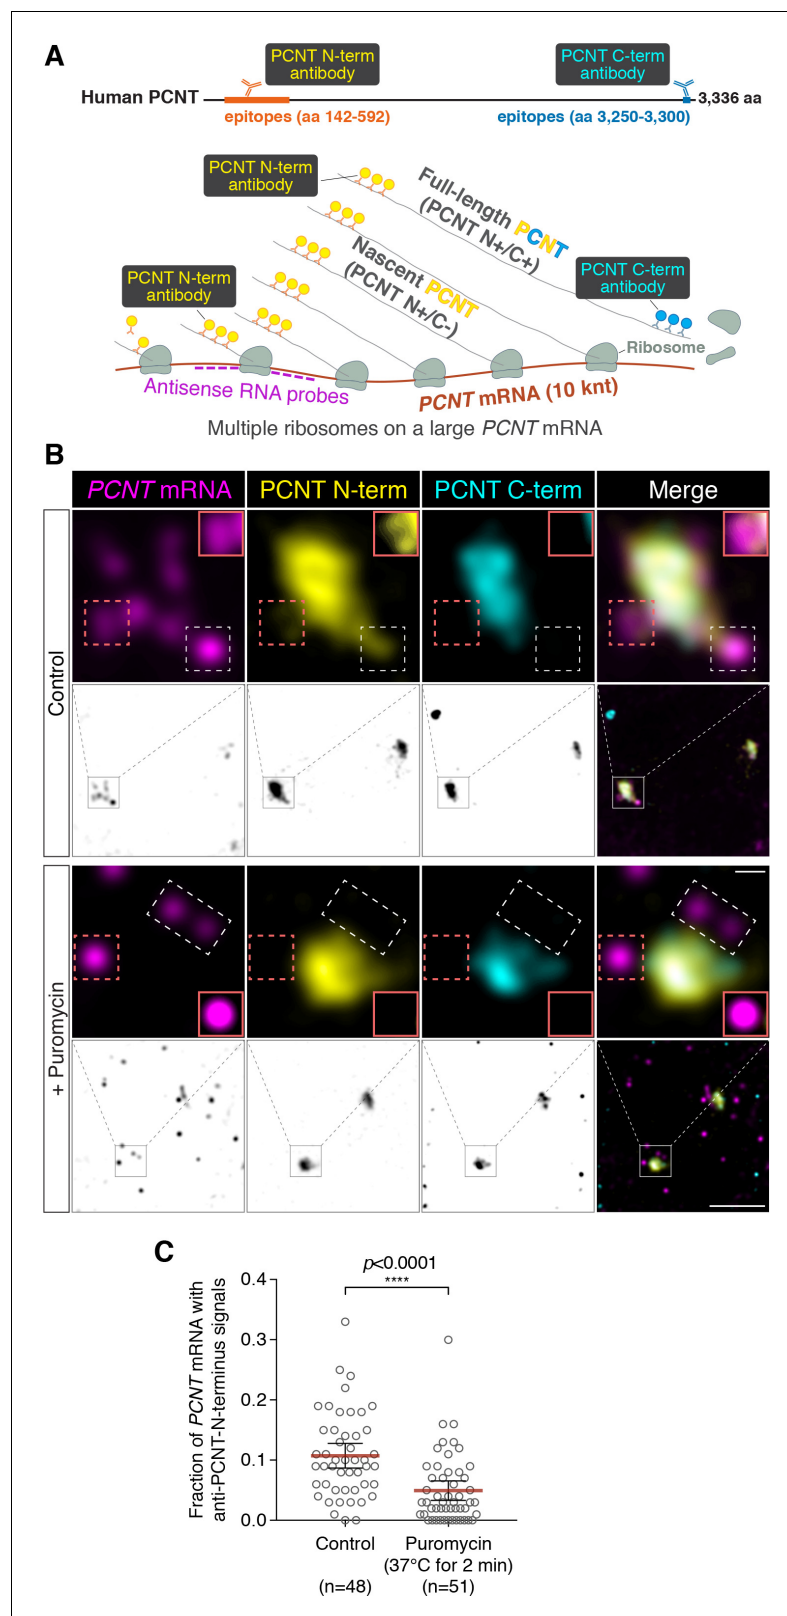 A
PCNT N-term
antibody
PCNT C-term
antibody
Human PCNT
3,336 aa
epitopes (aa 142-592)
epitopes (aa 3,250-3,300)
PCNT N-term
antibody
Full-length PCNT
(PCNT N+/C+)
Nascent PCNT
(PCNT N+/C-)
PCNT C-term
antibody
PCNT N-term
antibody
Ribosome
Antisense RNA probes
PCNT mRNA (10 knt)
Multiple ribosomes on a large PCNT mRNA
B
PCNT mRNA
PCNT N-term
PCNT C-term
Merge
Control
+ Puromycin
C
p<0.0001
****
Fraction of PCNT mRNA with
anti-PCNT-N-terminus signals
0.4
0.3
0.2
0.1
0.0
Control
Puromycin
(37°C for 2 min)
(n=48)
(n=51)